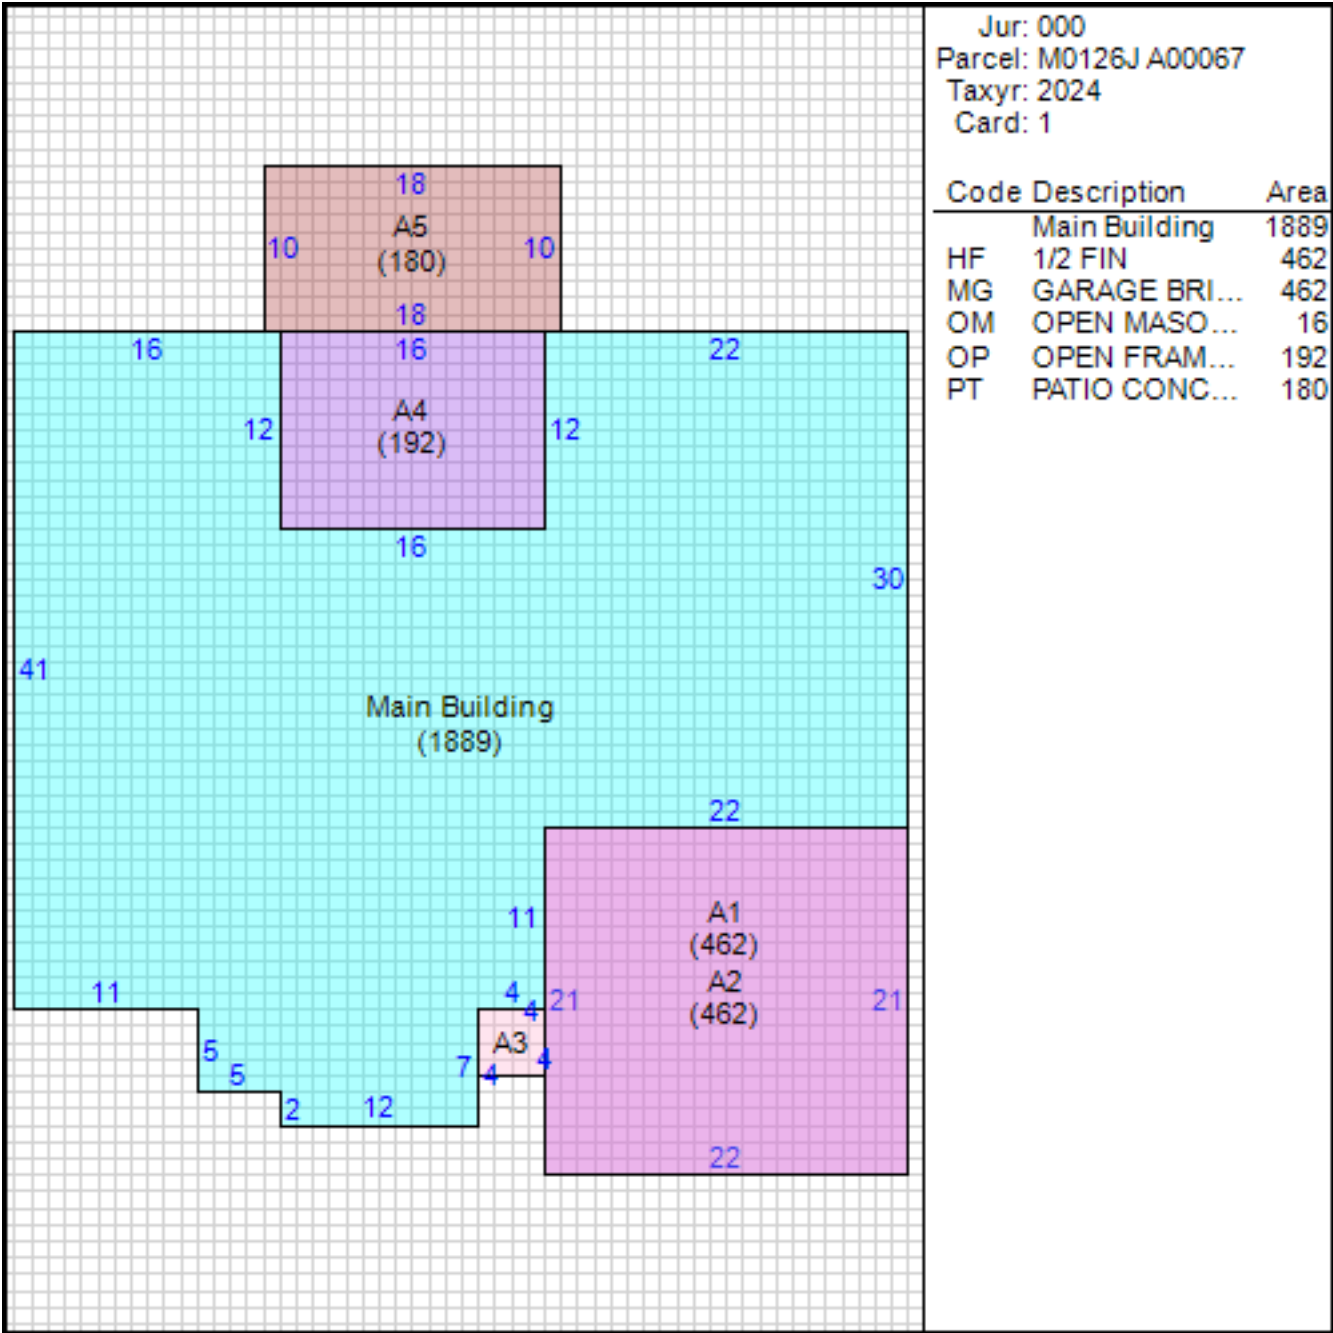 Jur: 000
Parcel: M0126J A00067
Taxyr: 2024
Card: 1
Code Description Area
Main Building 1889
HF 1/2 FIN 462
MG GARAGE BRI... 462
OM OPEN MASO... 16
OP OPEN FRAM... 192
PT PATIO CONC... 180
18
A5
10 10
(180)
18
16 16 22
A4
12 12
(192)
16
30
41
Main Building
(1889)
22
A1
11
(462)
A2
11 4 21 21
4
(462)
A3
5 7 4
5 4
2 12
22